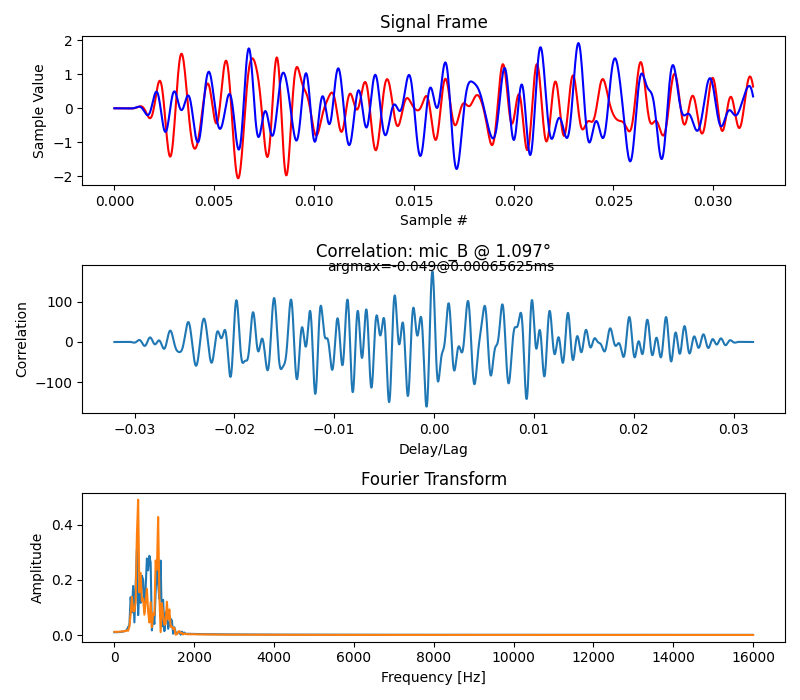 Signal Frame
Sample Value
2
1
0
−1
−2
0.000 0.005 0.010 0.015 0.020 0.025 0.030
Sample #
Correlation: mic_B @ 1.097°
argmax=-0.049@0.00065625ms
Correlation
100
0
−100
−0.03 −0.02 −0.01 0.00 0.01 0.02 0.03
Delay/Lag
Fourier Transform
Amplitude
0.4
0.2
0.0
0 2000 4000 6000 8000 10000 12000 14000 16000
Frequency [Hz]